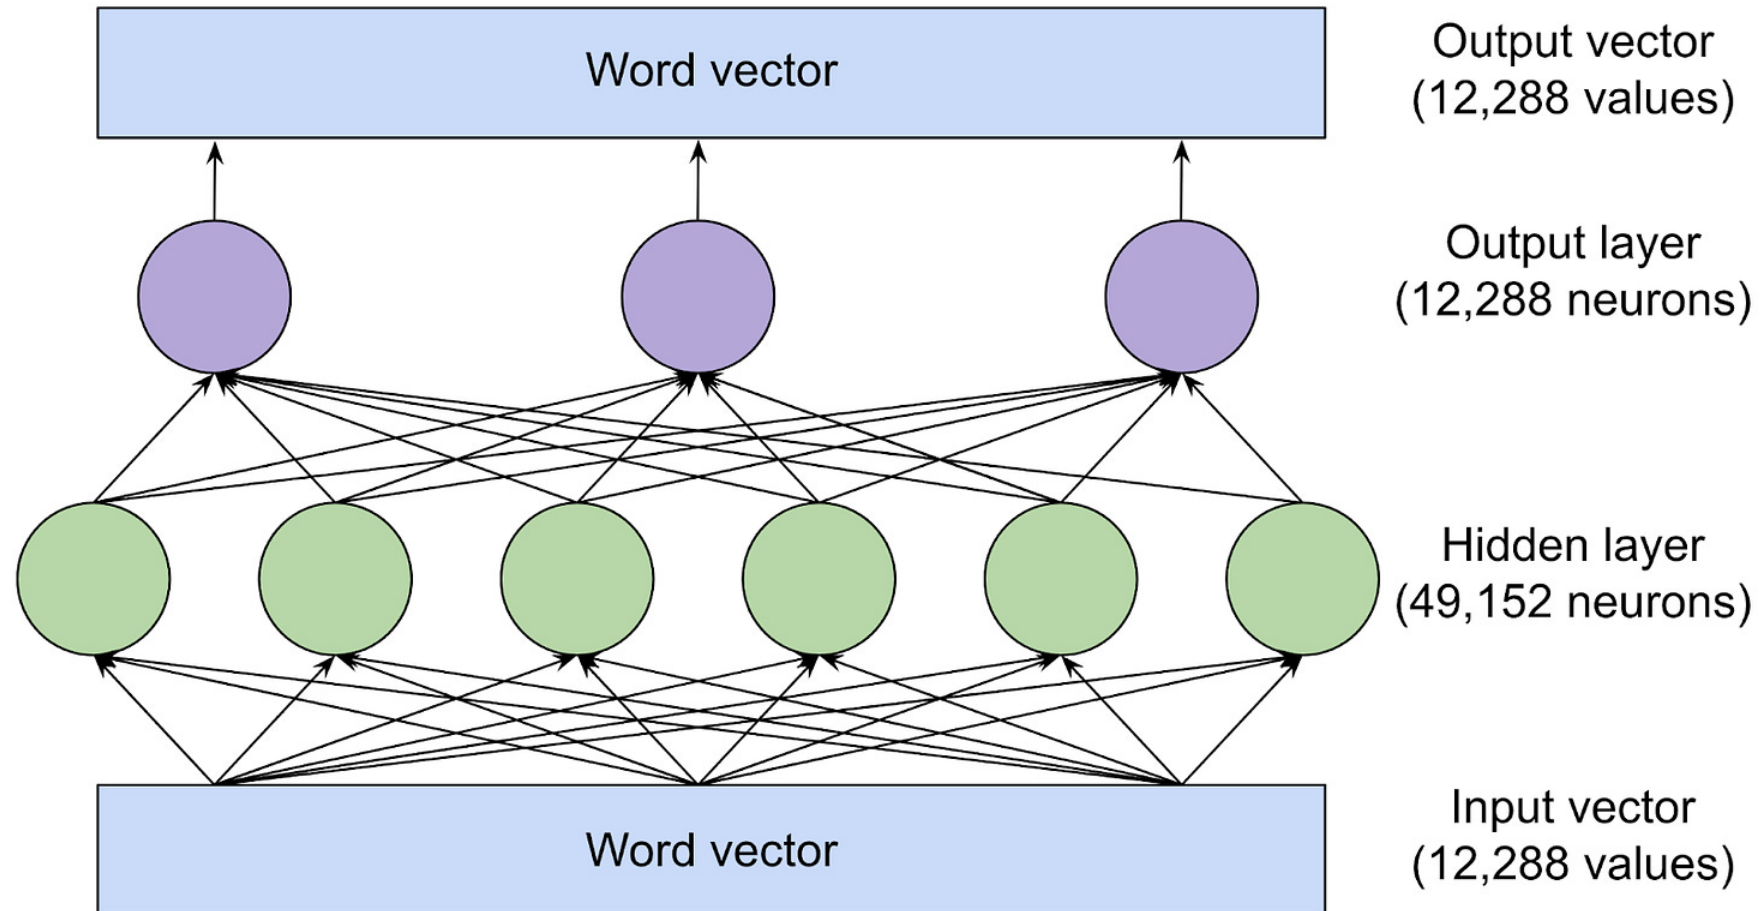 Word vector
Output vector
(12,288 values)
Output layer
(12,288 neurons)
Hidden layer
(49,152 neurons)
Word vector
Input vector
(12,288 values)